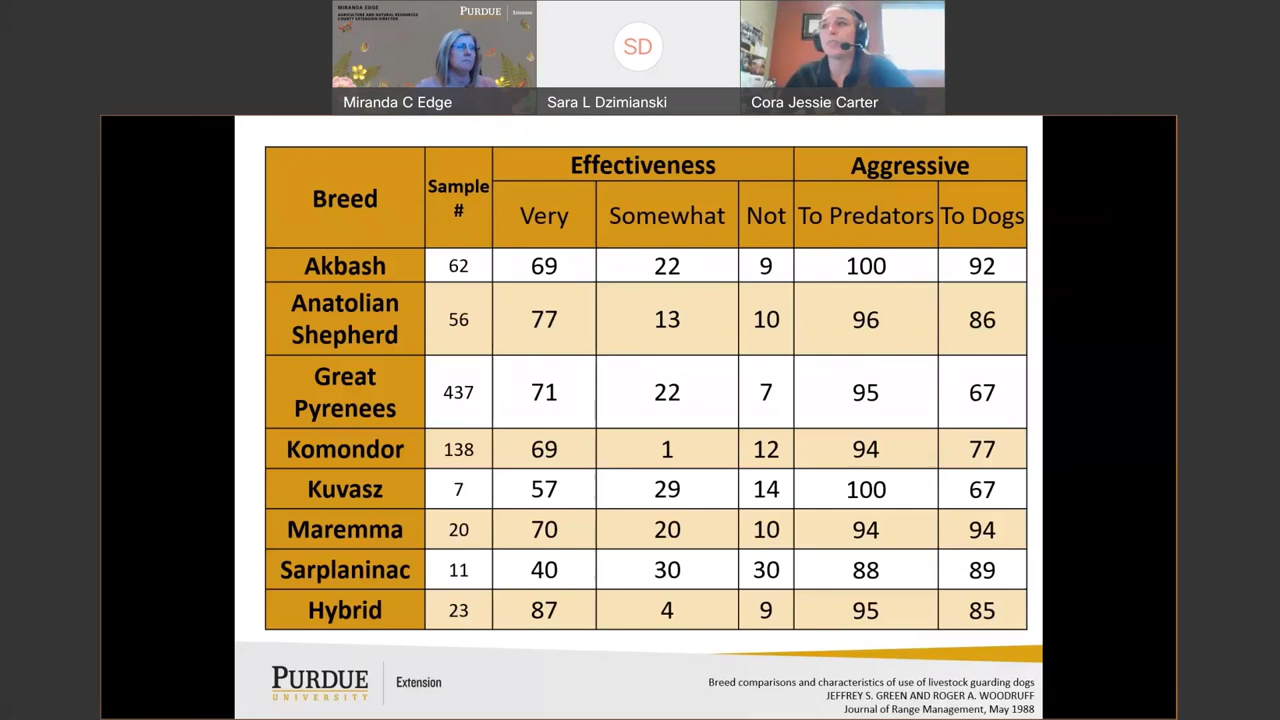 MIRANDA EDGE
AGRICULTURE AND NATURAL RESOURCES
COUNTY EXTENSION DIRECTOR
PURDUE | Extension
SD
Miranda C Edge
Sara L Dzimianski
Cora Jessie Carter
Breed Sample # Effectiveness Aggressive
Very Somewhat Not To Predators To Dogs
Akbash 62 69 22 9 100 92
Anatolian Shepherd 56 77 13 10 96 86
Great Pyrenees 437 71 22 7 95 67
Komondor 138 69 1 12 94 77
Kuvasz 7 57 29 14 100 67
Maremma 20 70 20 10 94 94
Sarplaninac 11 40 30 30 88 89
Hybrid 23 87 4 9 95 85
PURDUE
UNIVERSITY
Extension
Breed comparisons and characteristics of use of livestock guarding dogs
JEFFREY S. GREEN AND ROGER A. WOODRUFF
Journal of Range Management, May 1988